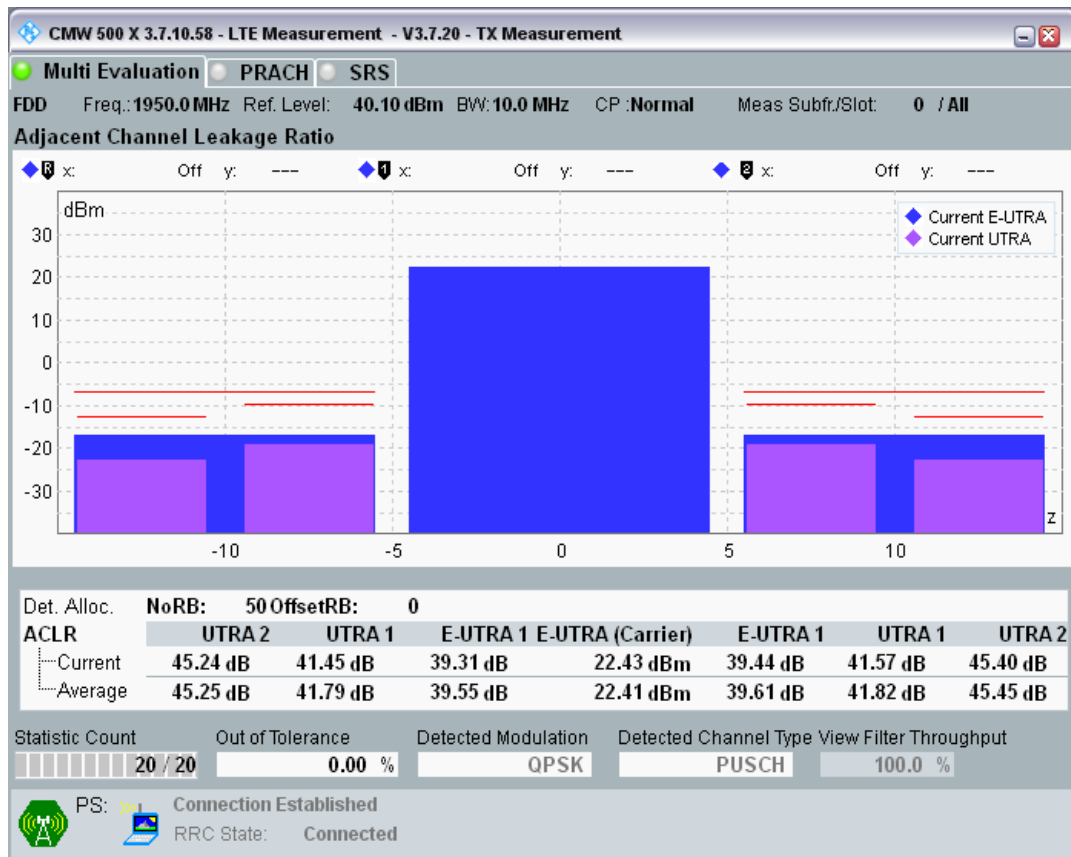 CMW 500 X 3.7.10.58 - LTE Measurement - V3.7.20 - TX Measurement
Multi Evaluation PRACH SRS
FDD Freq.: 1950.0 MHz Ref. Level: 40.10 dBm BW: 10.0 MHz CP :Normal Meas Subfr./Slot: 0 / All
Adjacent Channel Leakage Ratio
R x: Off y: --- 1 x: Off y: --- 2 x: Off y: ---
dBm
Current E-UTRA
Current UTRA
30
20
10
0
-10
-20
-30
z
-10 -5 0 5 10
Det. Alloc. NoRB: 50 OffsetRB: 0
ACLR UTRA 2 UTRA 1 E-UTRA 1 E-UTRA (Carrier) E-UTRA 1 UTRA 1 UTRA 2
Current 45.24 dB 41.45 dB 39.31 dB 22.43 dBm 39.44 dB 41.57 dB 45.40 dB
Average 45.25 dB 41.79 dB 39.55 dB 22.41 dBm 39.61 dB 41.82 dB 45.45 dB
Statistic Count Out of Tolerance Detected Modulation Detected Channel Type View Filter Throughput
20 / 20 0.00 % QPSK PUSCH 100.0 %
PS: Connection Established
RRC State: Connected